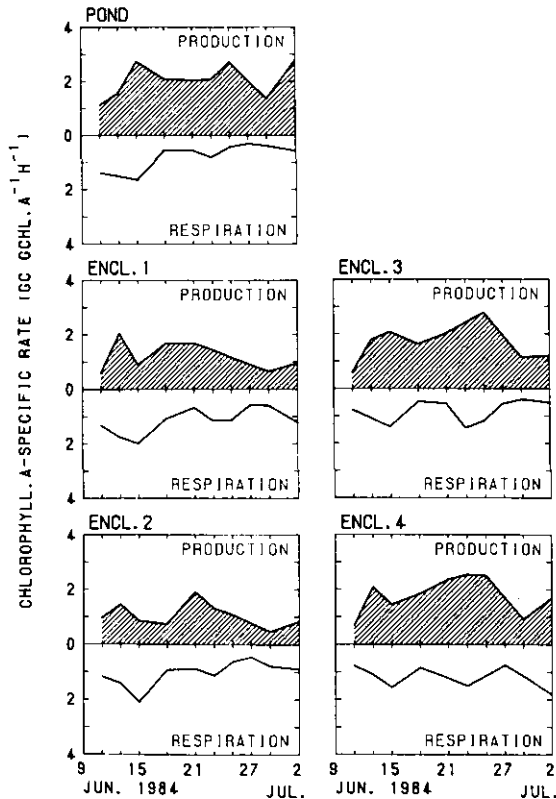 POND
PRODUCTION
4
2
0
2
4
RESPIRATION
CHLOROPHYLL. A-SPECIFIC RATE (GC GCHL. A⁻¹H⁻¹)
ENCL.1
PRODUCTION
4
2
0
2
4
RESPIRATION
ENCL.3
PRODUCTION
4
2
0
2
4
RESPIRATION
ENCL.2
PRODUCTION
4
2
0
2
4
RESPIRATION
9 15 21 27 2
JUN. 1984 JUL.
ENCL.4
PRODUCTION
4
2
0
2
4
RESPIRATION
9 15 21 27 2
JUN. 1984 JUL.